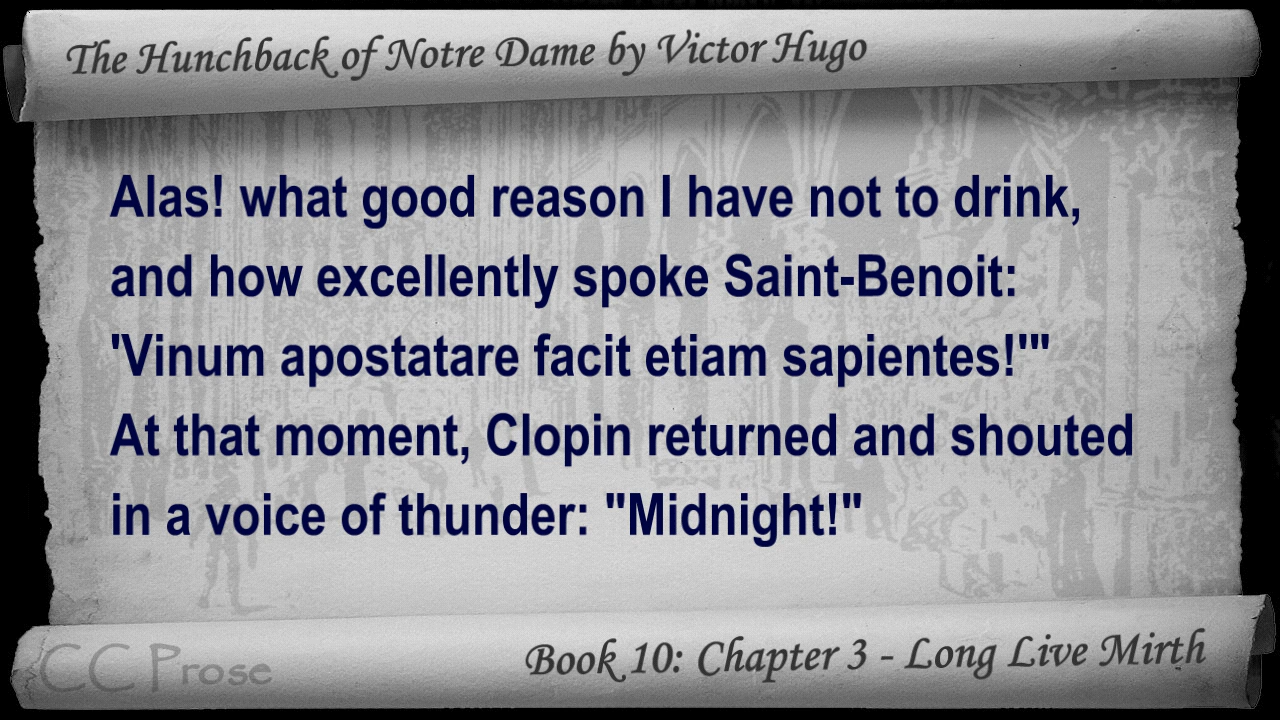 The Hunchback of Notre Dame by Victor Hugo
Alas! what good reason I have not to drink,
and how excellently spoke Saint-Benoit:
'Vinum apostatare facit etiam sapientes!'"
At that moment, Clopin returned and shouted
in a voice of thunder: "Midnight!"
CC Prose
Book 10: Chapter 3 - Long Live Mirth